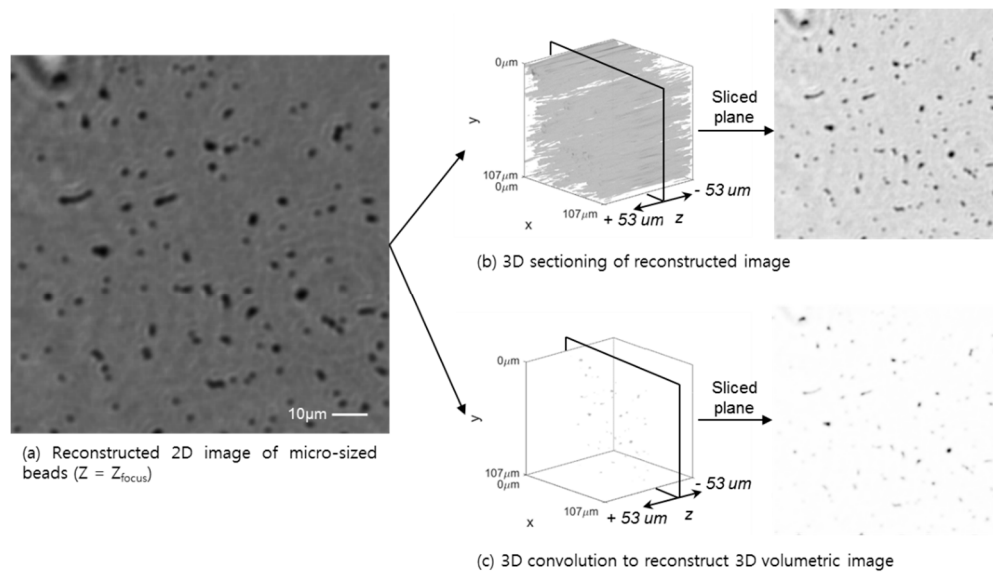 10μm
(a) Reconstructed 2D image of micro-sized
beads (Z = Zfocus)
0μm
y
107μm
0μm
x
107μm
+ 53 um
z
- 53 um
Sliced
plane
(b) 3D sectioning of reconstructed image
0μm
y
107μm
0μm
x
107μm
+ 53 um
z
- 53 um
Sliced
plane
(c) 3D convolution to reconstruct 3D volumetric image